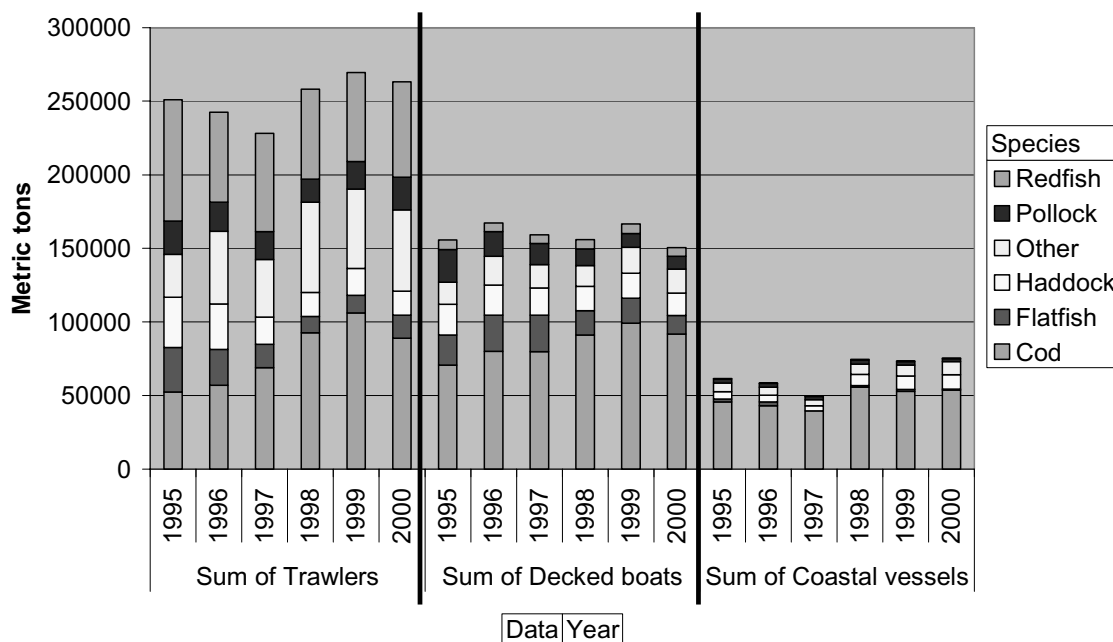 Metric tons
300000
250000
200000
150000
100000
50000
0
1995 1996 1997 1998 1999 2000 1995 1996 1997 1998 1999 2000 1995 1996 1997 1998 1999 2000
Sum of Trawlers Sum of Decked boats Sum of Coastal vessels
Data Year
Species
Redfish
Pollock
Other
Haddock
Flatfish
Cod